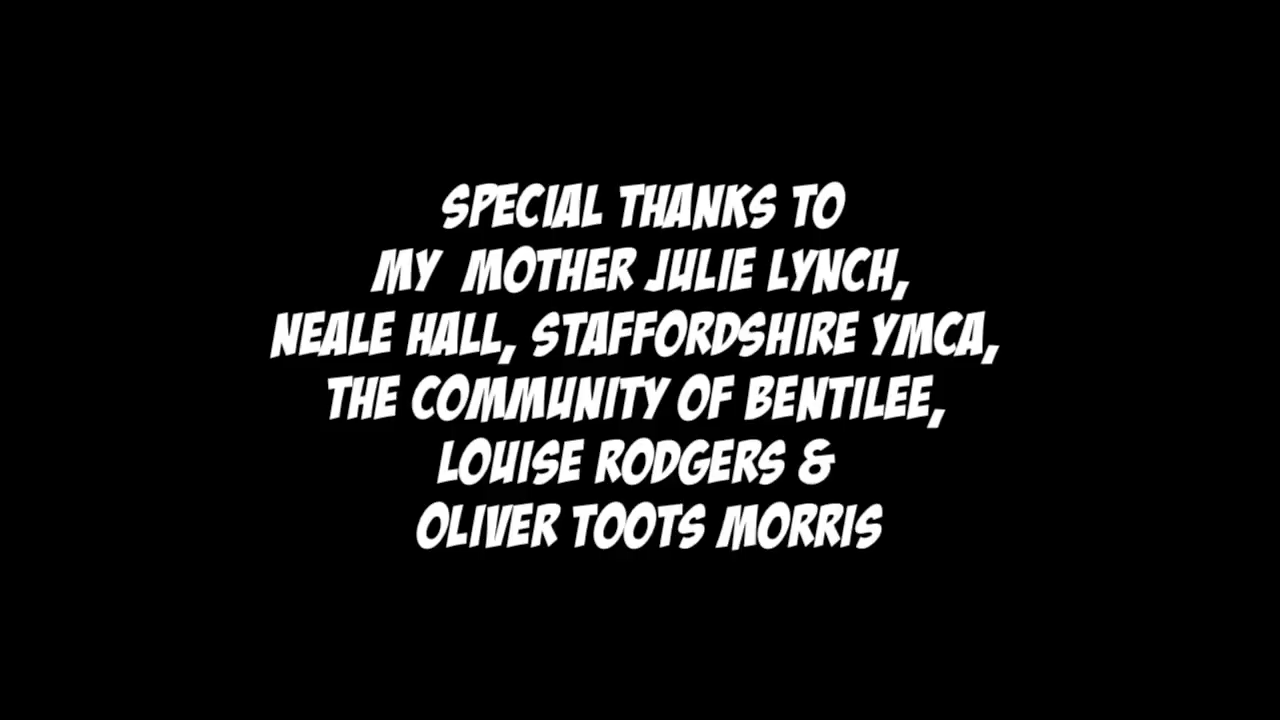 SPECIAL THANKS TO
MY MOTHER JULIE LYNCH,
NEALE HALL, STAFFORDSHIRE YMCA,
THE COMMUNITY OF BENTILEE,
LOUISE RODGERS &
OLIVER TOOTS MORRIS